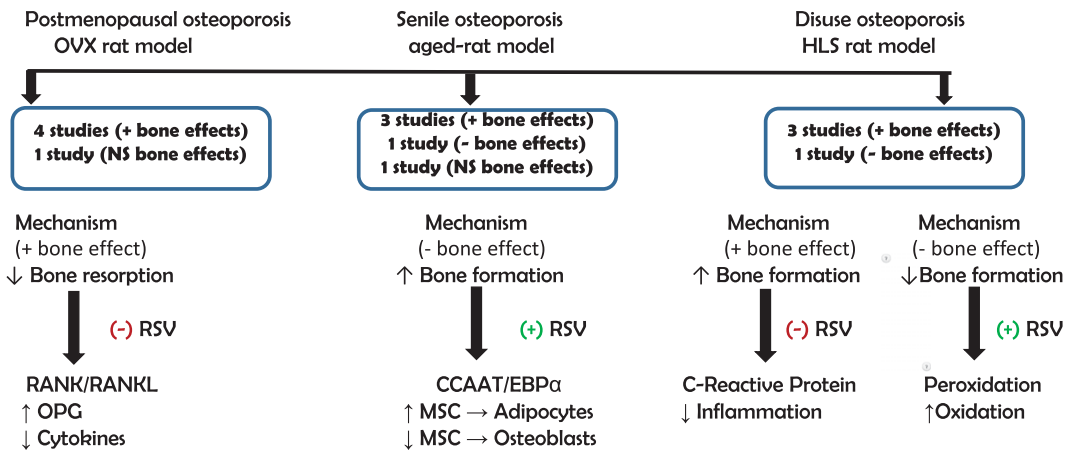 Postmenopausal osteoporosis
OVX rat model
Senile osteoporosis
aged-rat model
Disuse osteoporosis
HLS rat model
4 studies (+ bone effects)
1 study (NS bone effects)
3 studies (+ bone effects)
1 study (- bone effects)
1 study (NS bone effects)
3 studies (+ bone effects)
1 study (- bone effects)
Mechanism
(+ bone effect)
↓ Bone resorption
(-) RSV
RANK/RANKL
↑ OPG
↓ Cytokines
Mechanism
(- bone effect)
↑ Bone formation
(+) RSV
CCAAT/EBPα
↑ MSC → Adipocytes
↓ MSC → Osteoblasts
Mechanism
(+ bone effect)
↑ Bone formation
(-) RSV
C-Reactive Protein
↓ Inflammation
Mechanism
(- bone effect)
↓Bone formation
(+) RSV
Peroxidation
↑Oxidation